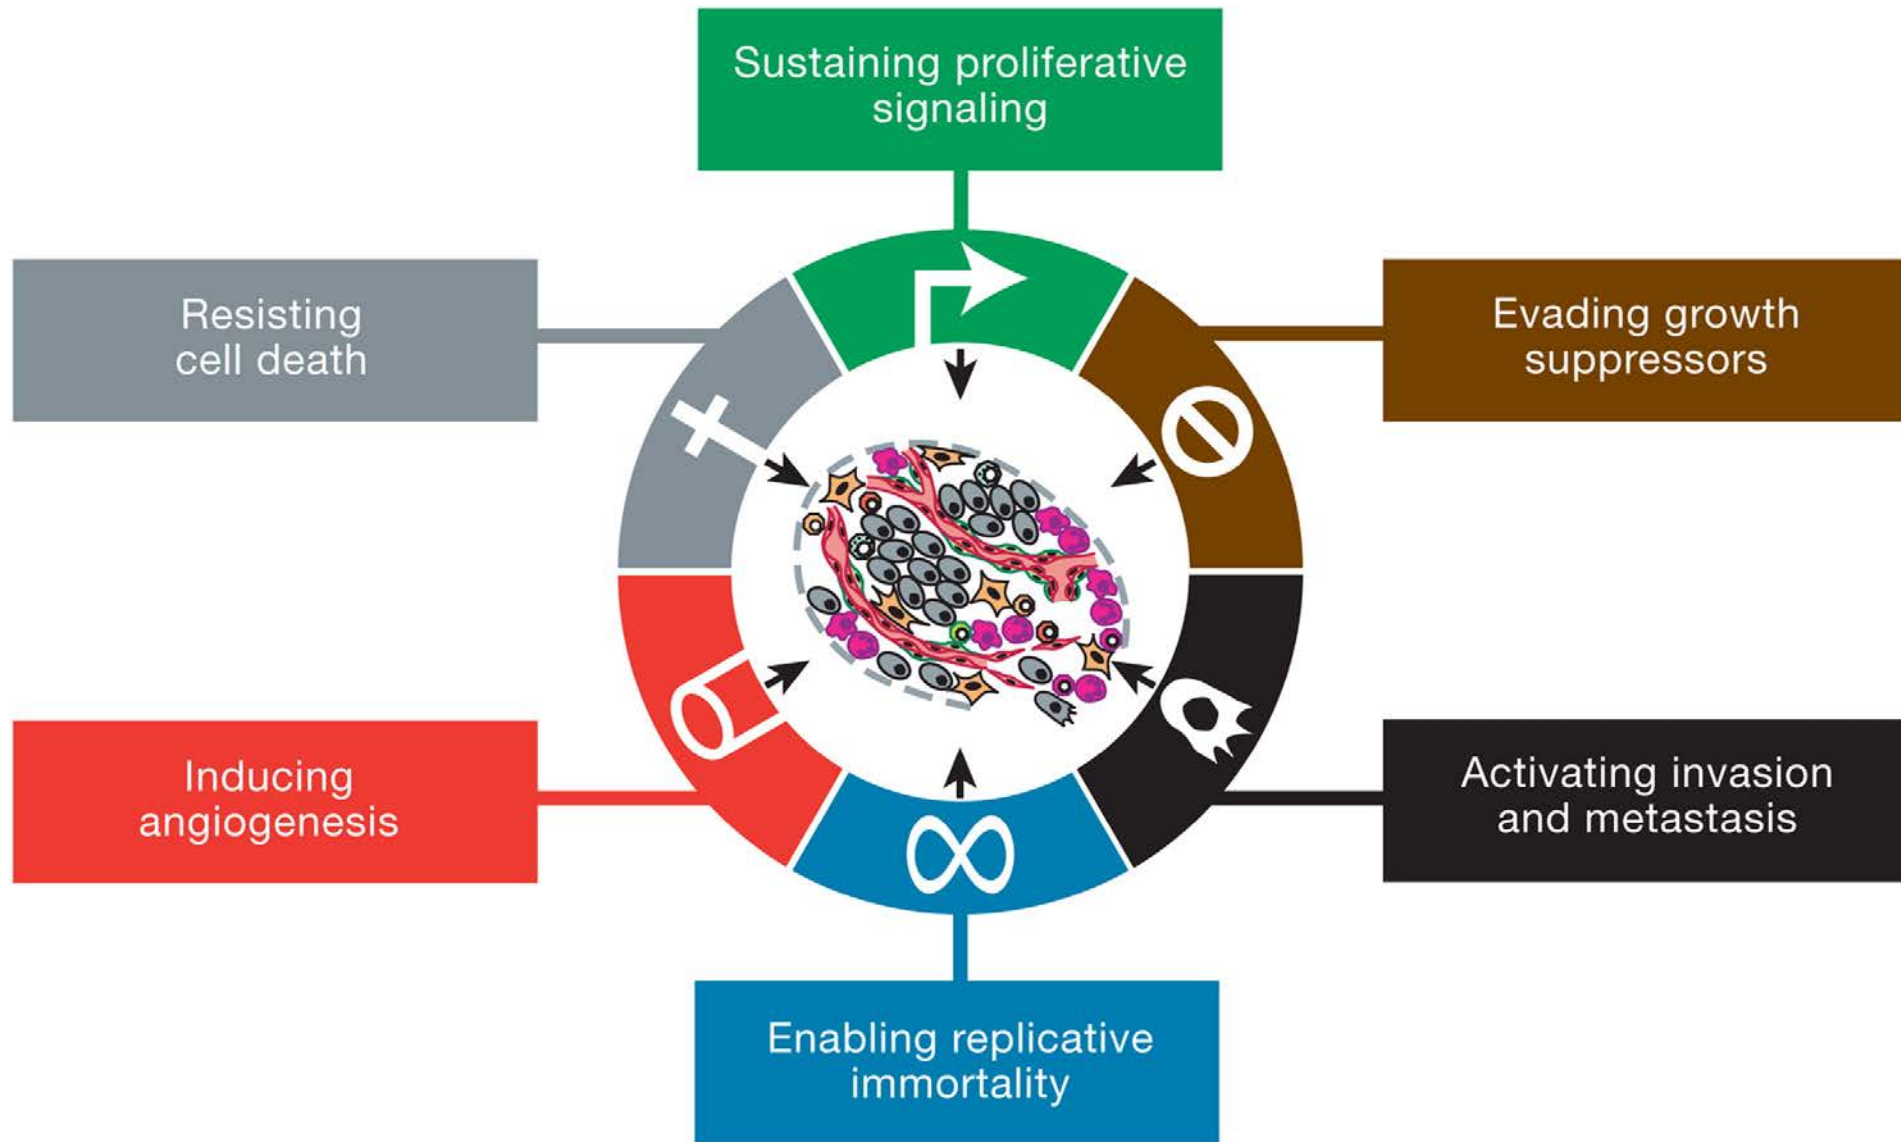 Sustaining proliferative
signaling
Resisting
cell death
Evading growth
suppressors
Inducing
angiogenesis
Activating invasion
and metastasis
Enabling replicative
immortality